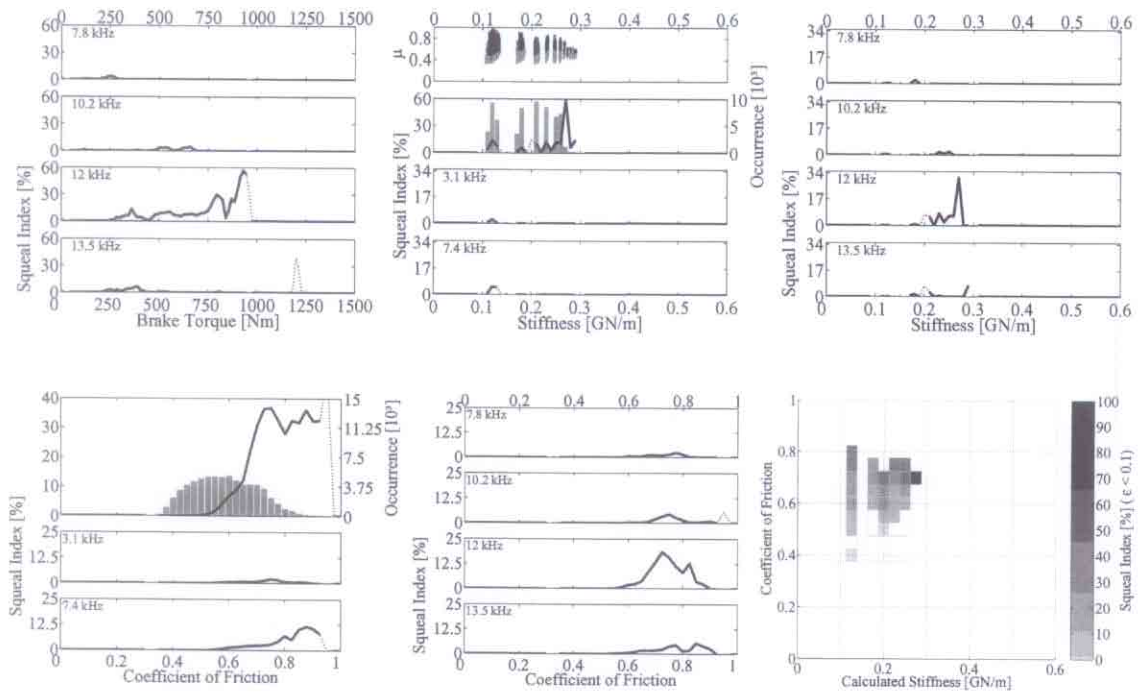 0 250 500 750 1000 1250 1500
60
30
0
7.8 kHz
60
30
0
10.2 kHz
60
30
0
12 kHz
60
30
0
13.5 kHz
Squeal Index [%]
0 250 500 750 1000 1250 1500
Brake Torque [Nm]
0 0.1 0.2 0.3 0.4 0.5 0.6
μ
0.8
0.4
0
60
30
0
10
5
0
Occurrence [10³]
34
17
0
3.1 kHz
34
17
0
7.4 kHz
Squeal Index [%]
0 0.1 0.2 0.3 0.4 0.5 0.6
Stiffness [GN/m]
0 0.1 0.2 0.3 0.4 0.5 0.6
34
17
0
7.8 kHz
34
17
0
10.2 kHz
34
17
0
12 kHz
34
17
0
13.5 kHz
Squeal Index [%]
0 0.1 0.2 0.3 0.4 0.5 0.6
Stiffness [GN/m]
40
30
20
10
0
15
11.25
7.5
3.75
0
Occurrence [10³]
25
12.5
0
3.1 kHz
25
12.5
0
7.4 kHz
Squeal Index [%]
0 0.2 0.4 0.6 0.8 1
Coefficient of Friction
0 0.2 0.4 0.6 0.8 1
25
12.5
0
7.8 kHz
25
12.5
0
10.2 kHz
25
12.5
0
12 kHz
25
12.5
0
13.5 kHz
Squeal Index [%]
0 0.2 0.4 0.6 0.8 1
Coefficient of Friction
1
0.8
0.6
0.4
0.2
0
Coefficient of Friction
0 0.2 0.4 0.6
Calculated Stiffness [GN/m]
100
90
80
70
60
50
40
30
20
10
0
Squeal Index [%] ( ε < 0.1)